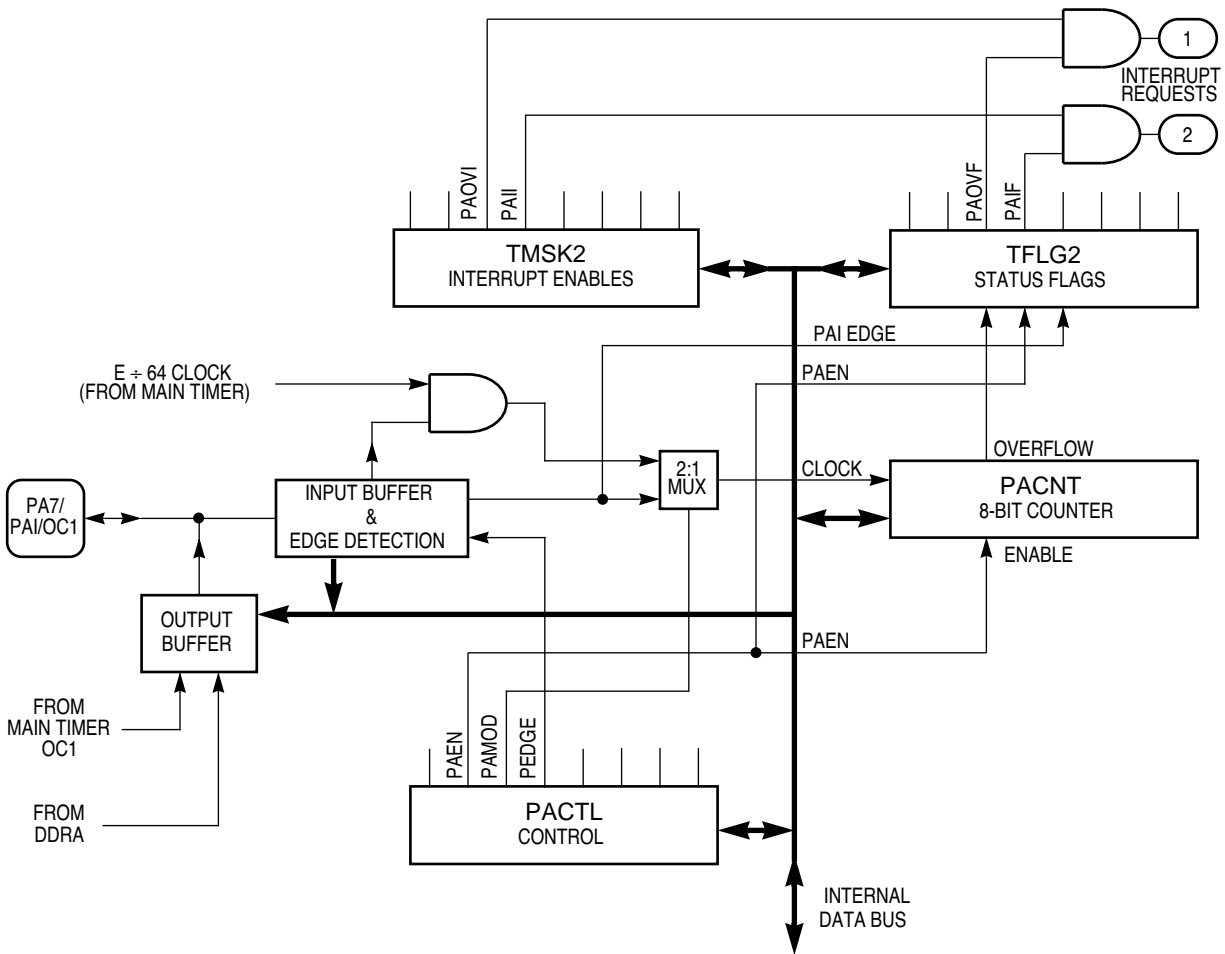 1
INTERRUPT
REQUESTS
2
PAOVI
PAII
PAOVF
PAIF
TMSK2
INTERRUPT ENABLES
TFLG2
STATUS FLAGS
PAI EDGE
E ÷ 64 CLOCK
(FROM MAIN TIMER)
PAEN
OVERFLOW
2:1
MUX
CLOCK
PACNT
8-BIT COUNTER
INPUT BUFFER
&
EDGE DETECTION
PA7/
PAI/OC1
ENABLE
OUTPUT
BUFFER
PAEN
FROM
MAIN TIMER
OC1
PAEN
PAMOD
PEDGE
FROM
DDRA
PACTL
CONTROL
INTERNAL
DATA BUS